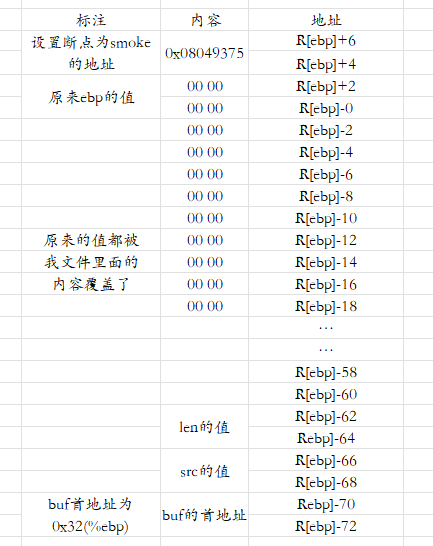 标注 内容 地址
设置断点为smoke的地址 0x08049375 R[ebp]+6
R[ebp]+4
原来ebp的值 00 00 R[ebp]+2
00 00 R[ebp]-0
00 00 R[ebp]-2
00 00 R[ebp]-4
00 00 R[ebp]-6
00 00 R[ebp]-8
00 00 R[ebp]-10
原来的值都被 00 00 R[ebp]-12
我文件里面的 00 00 R[ebp]-14
内容覆盖了 00 00 R[ebp]-16
00 00 R[ebp]-18
…
…
R[ebp]-58
R[ebp]-60
len的值 R[ebp]-62
Rebp]-64
src的值 R[ebp]-66
R[ebp]-68
buf首地址为 buf的首地址 Rebp]-70
0x32(%ebp) R[ebp]-72